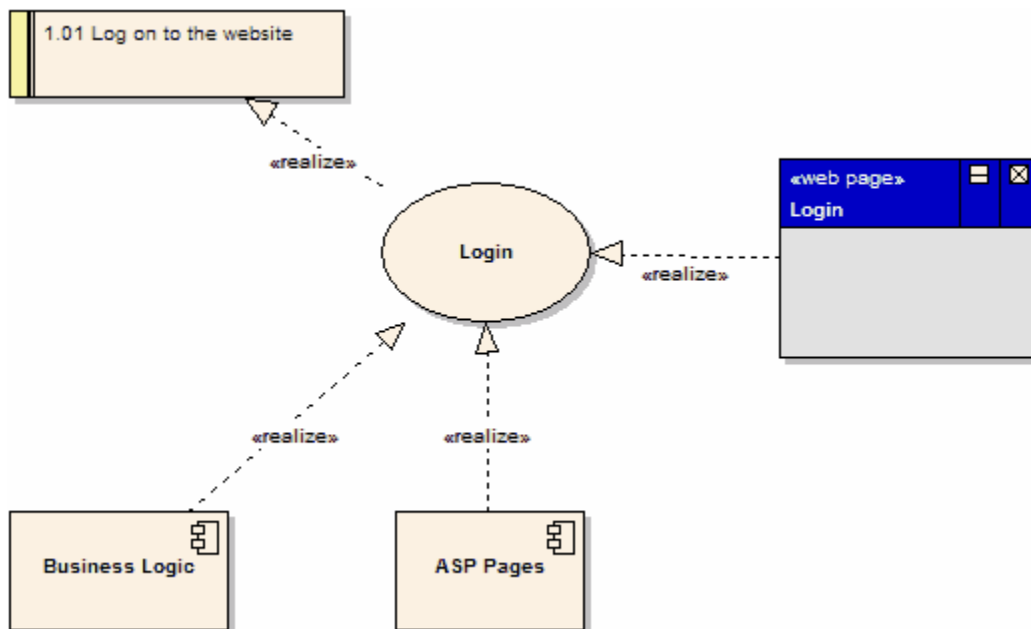 1.01 Log on to the website
«realize»
«web page»
Login
Login
«realize»
«realize»
«realize»
Business Logic
ASP Pages